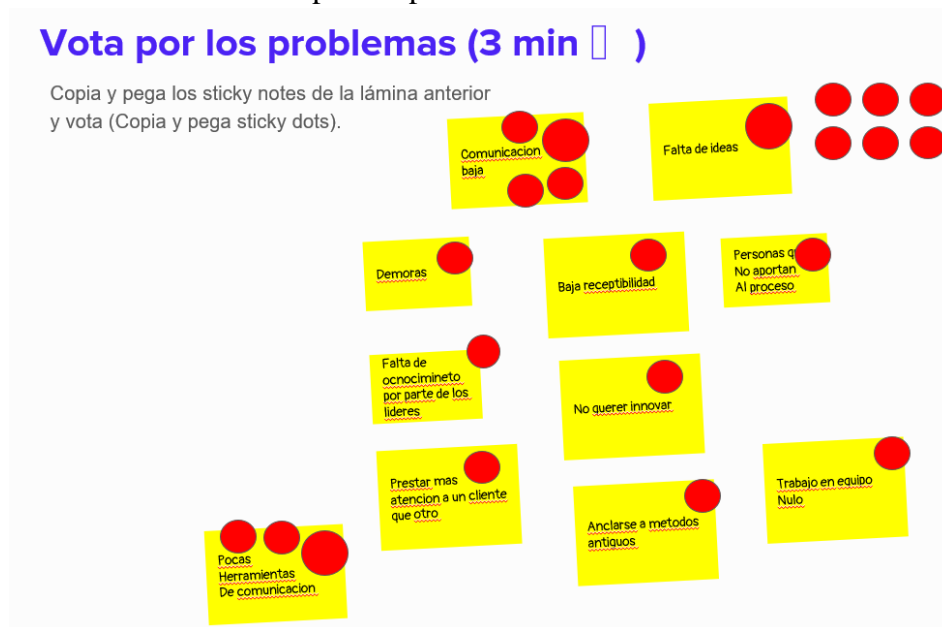 Vota por los problemas (3 min )
Copia y pega los sticky notes de la lámina anterior
y vota (Copia y pega sticky dots).
Comunicacion
baja
Falta de ideas
Demoras
Baja receptibilidad
Personas q
No aportan
Al proceso
Falta de
ocnocimineto
por parte de los
lideres
No querer innovar
Prestar mas
atencion a un cliente
que otro
Anclarse a metodos
antiguos
Trabajo en equipo
Nulo
Pocas
Herramientas
De comunicacion